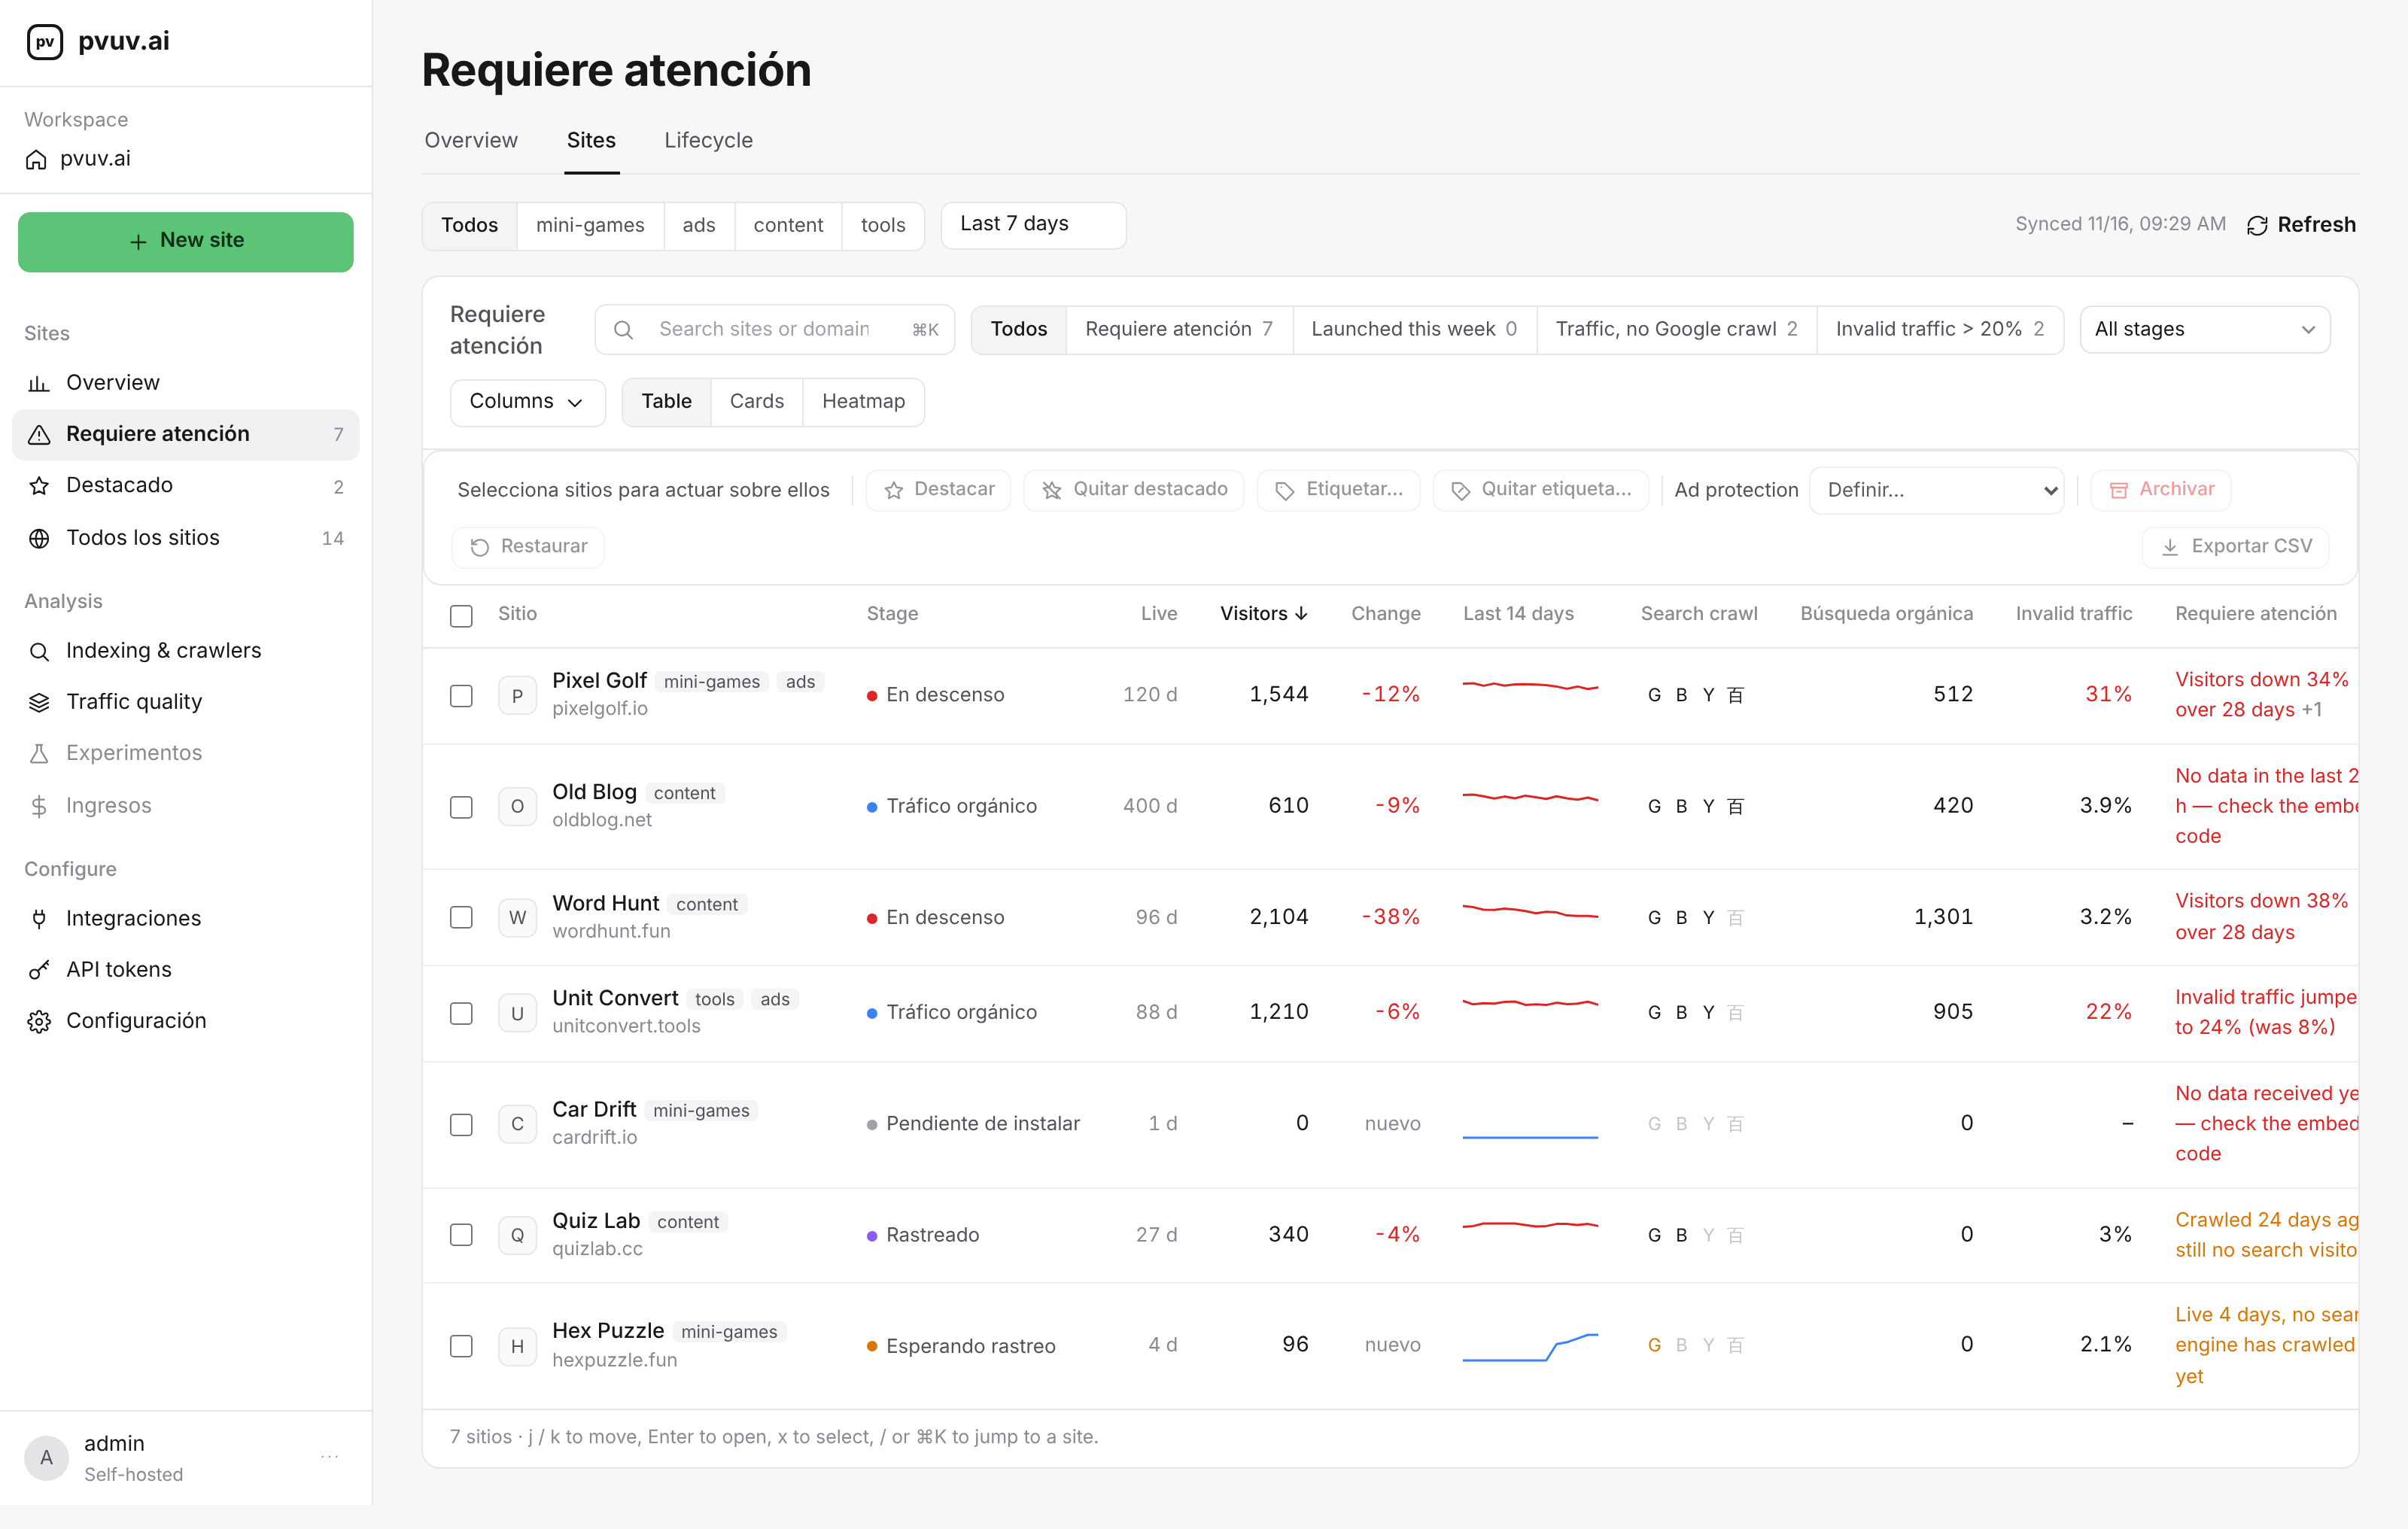 pv pvuv.ai
Workspace
pvuv.ai
+ New site
Sites
Overview
Requiere atención 7
Destacado 2
Todos los sitios 14
Analysis
Indexing & crawlers
Traffic quality
Experimentos
Ingresos
Configure
Integraciones
API tokens
Configuración
A admin
Self-hosted
...
Requiere atención
Overview Sites Lifecycle
Todos mini-games ads content tools Last 7 days Synced 11/16, 09:29 AM Refresh
Requiere
atención
Search sites or domain ⌘K Todos Requiere atención 7 Launched this week 0 Traffic, no Google crawl 2 Invalid traffic > 20% 2 All stages
Columns Table Cards Heatmap
Selecciona sitios para actuar sobre ellos Destacar Quitar destacado Etiquetar... Quitar etiqueta... Ad protection Definir... Archivar
Restaurar Exportar CSV
Sitio Stage Live Visitors ↓ Change Last 14 days Search crawl Búsqueda orgánica Invalid traffic Requiere atención
P Pixel Golf mini-games ads
pixelgolf.io
En descenso 120 d 1,544 -12% G B Y 百 512 31%
Visitors down 34%
over 28 days +1
O Old Blog content
oldblog.net
Tráfico orgánico 400 d 610 -9% G B Y 百 420 3.9%
No data in the last 2
h — check the embe
code
W Word Hunt content
wordhunt.fun
En descenso 96 d 2,104 -38% G B Y 百 1,301 3.2%
Visitors down 38%
over 28 days
U Unit Convert tools ads
unitconvert.tools
Tráfico orgánico 88 d 1,210 -6% G B Y 百 905 22%
Invalid traffic jumpe
to 24% (was 8%)
C Car Drift mini-games
cardrift.io
Pendiente de instalar 1 d 0 nuevo G B Y 百 0 –
No data received ye
— check the embed
code
Q Quiz Lab content
quizlab.cc
Rastreado 27 d 340 -4% G B Y 百 0 3%
Crawled 24 days ag
still no search visito
H Hex Puzzle mini-games
hexpuzzle.fun
Esperando rastreo 4 d 96 nuevo G B Y 百 0 2.1%
Live 4 days, no sear
engine has crawled
yet
7 sitios · j / k to move, Enter to open, x to select, / or ⌘K to jump to a site.